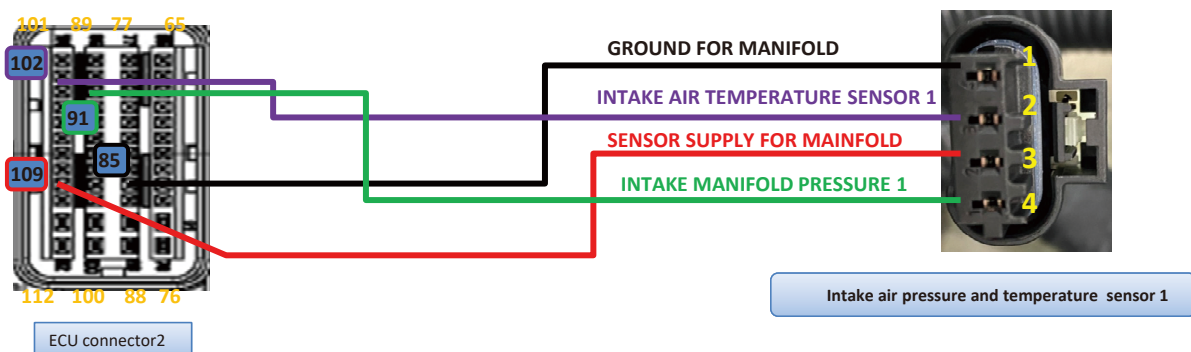 101 89 77 65
102
91
85
109
112 100 88 76
ECU connector2
GROUND FOR MANIFOLD
INTAKE AIR TEMPERATURE SENSOR 1
SENSOR SUPPLY FOR MAINFOLD
INTAKE MANIFOLD PRESSURE 1
1
2
3
4
Intake air pressure and temperature sensor 1